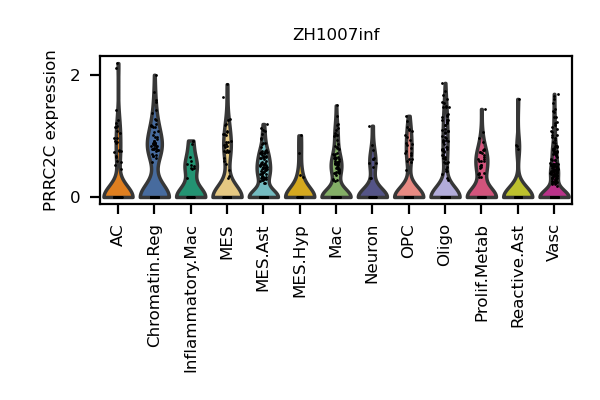 ZH1007inf
PRRC2C expression
2
0
AC
Chromatin.Reg
Inflammatory.Mac
MES
MES.Ast
MES.Hyp
Mac
Neuron
OPC
Oligo
Prolif.Metab
Reactive.Ast
Vasc